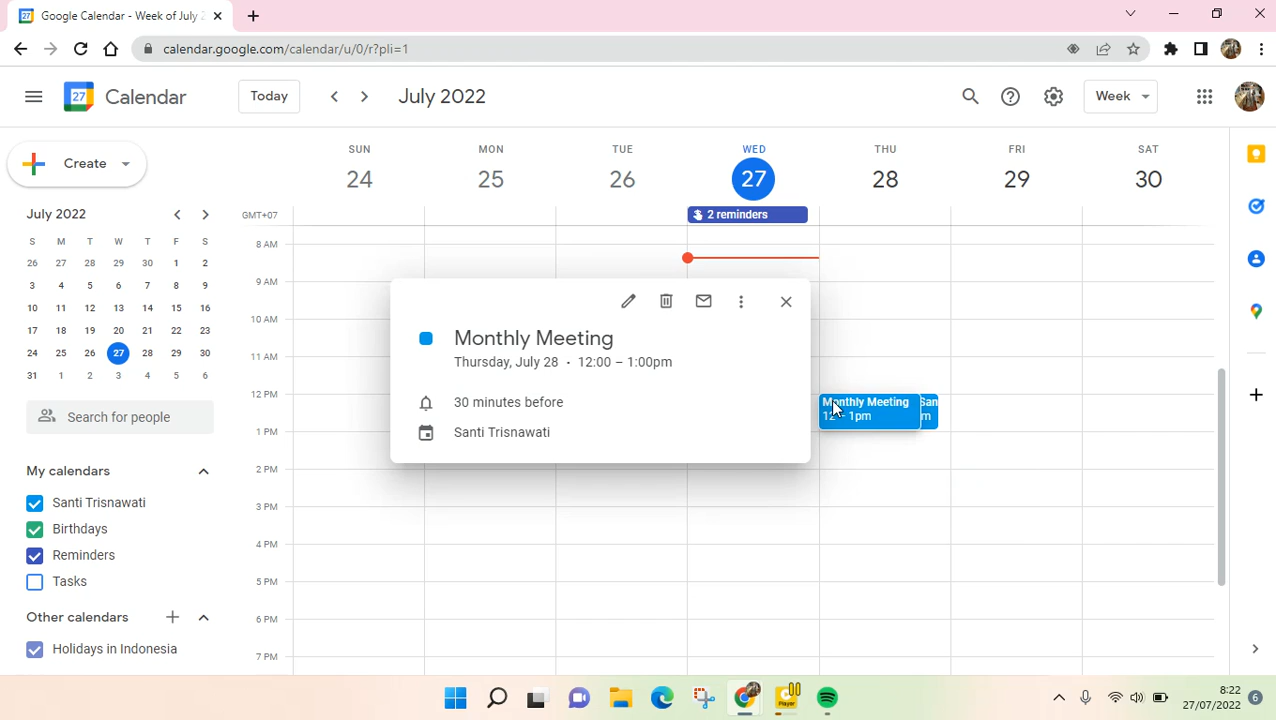 Google Calendar - Week of July 2
calendar.google.com/calendar/u/0/r?pli=1
27 Calendar
Today
July 2022
Week
Create
SUN MON TUE WED THU FRI SAT
24 25 26 27 28 29 30
GMT+07
2 reminders
July 2022
S M T W T F S
26 27 28 29 30 1 2
3 4 5 6 7 8 9
10 11 12 13 14 15 16
17 18 19 20 21 22 23
24 25 26 27 28 29 30
31 1 2 3 4 5 6
Search for people
My calendars
Santi Trisnawati
Birthdays
Reminders
Tasks
Other calendars
Holidays in Indonesia
8 AM
9 AM
10 AM
11 AM
12 PM
1 PM
2 PM
3 PM
4 PM
5 PM
6 PM
7 PM
Monthly Meeting
Thursday, July 28 • 12:00 – 1:00pm
30 minutes before
Santi Trisnawati
Monthly Meeting
12 – 1pm
San
m
Player
8:22
27/07/2022
6